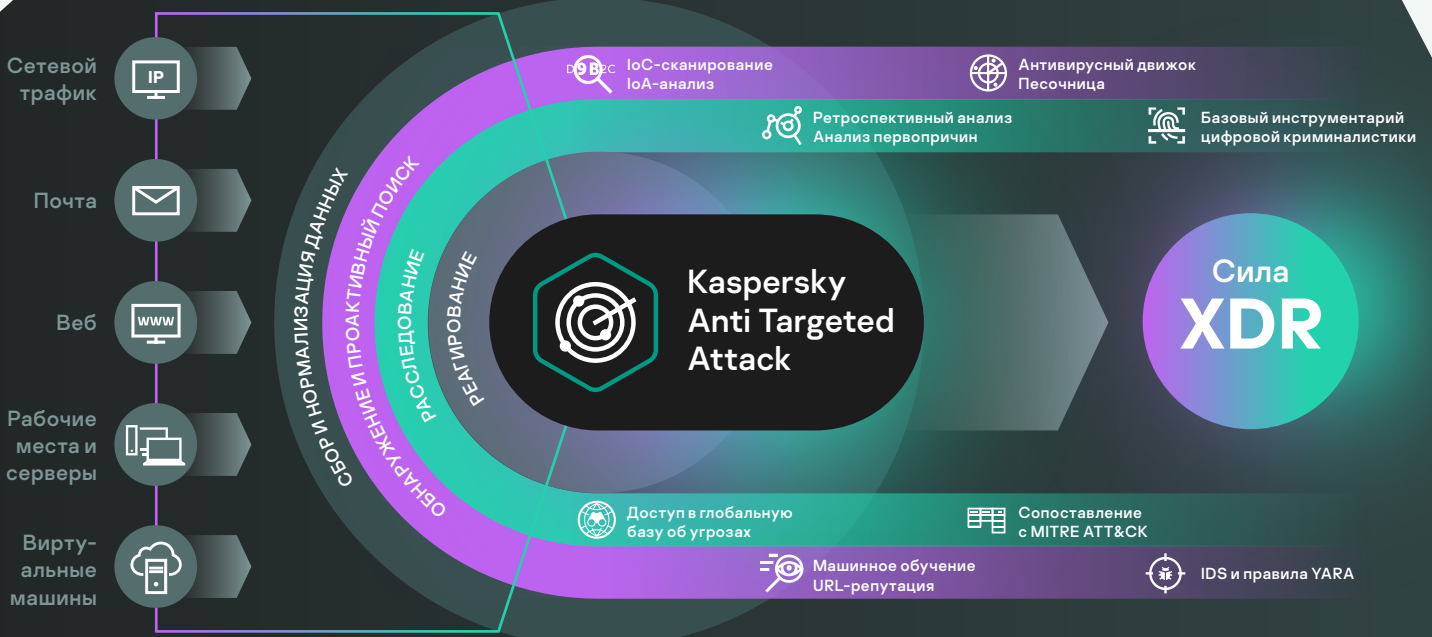 Сетевой
трафик
IP
Почта
Веб
WWW
Рабочие
места и
серверы
Вирту-
альные
машины
СБОР И НОРМАЛИЗАЦИЯ ДАННЫХ
ОБНАРУЖЕНИЕ И ПРОАКТИВНЫЙ ПОИСК
РАССЛЕДОВАНИЕ
РЕАГИРОВАНИЕ
D9B2C
IoC-сканирование
IoA-анализ
Антивирусный движок
Песочница
Ретроспективный анализ
Анализ первопричин
Базовый инструментарий
цифровой криминалистики
Kaspersky
Anti Targeted
Attack
Сила
XDR
Доступ в глобальную
базу об угрозах
Сопоставление
с MITRE ATT&CK
Машинное обучение
URL-репутация
IDS и правила YARA